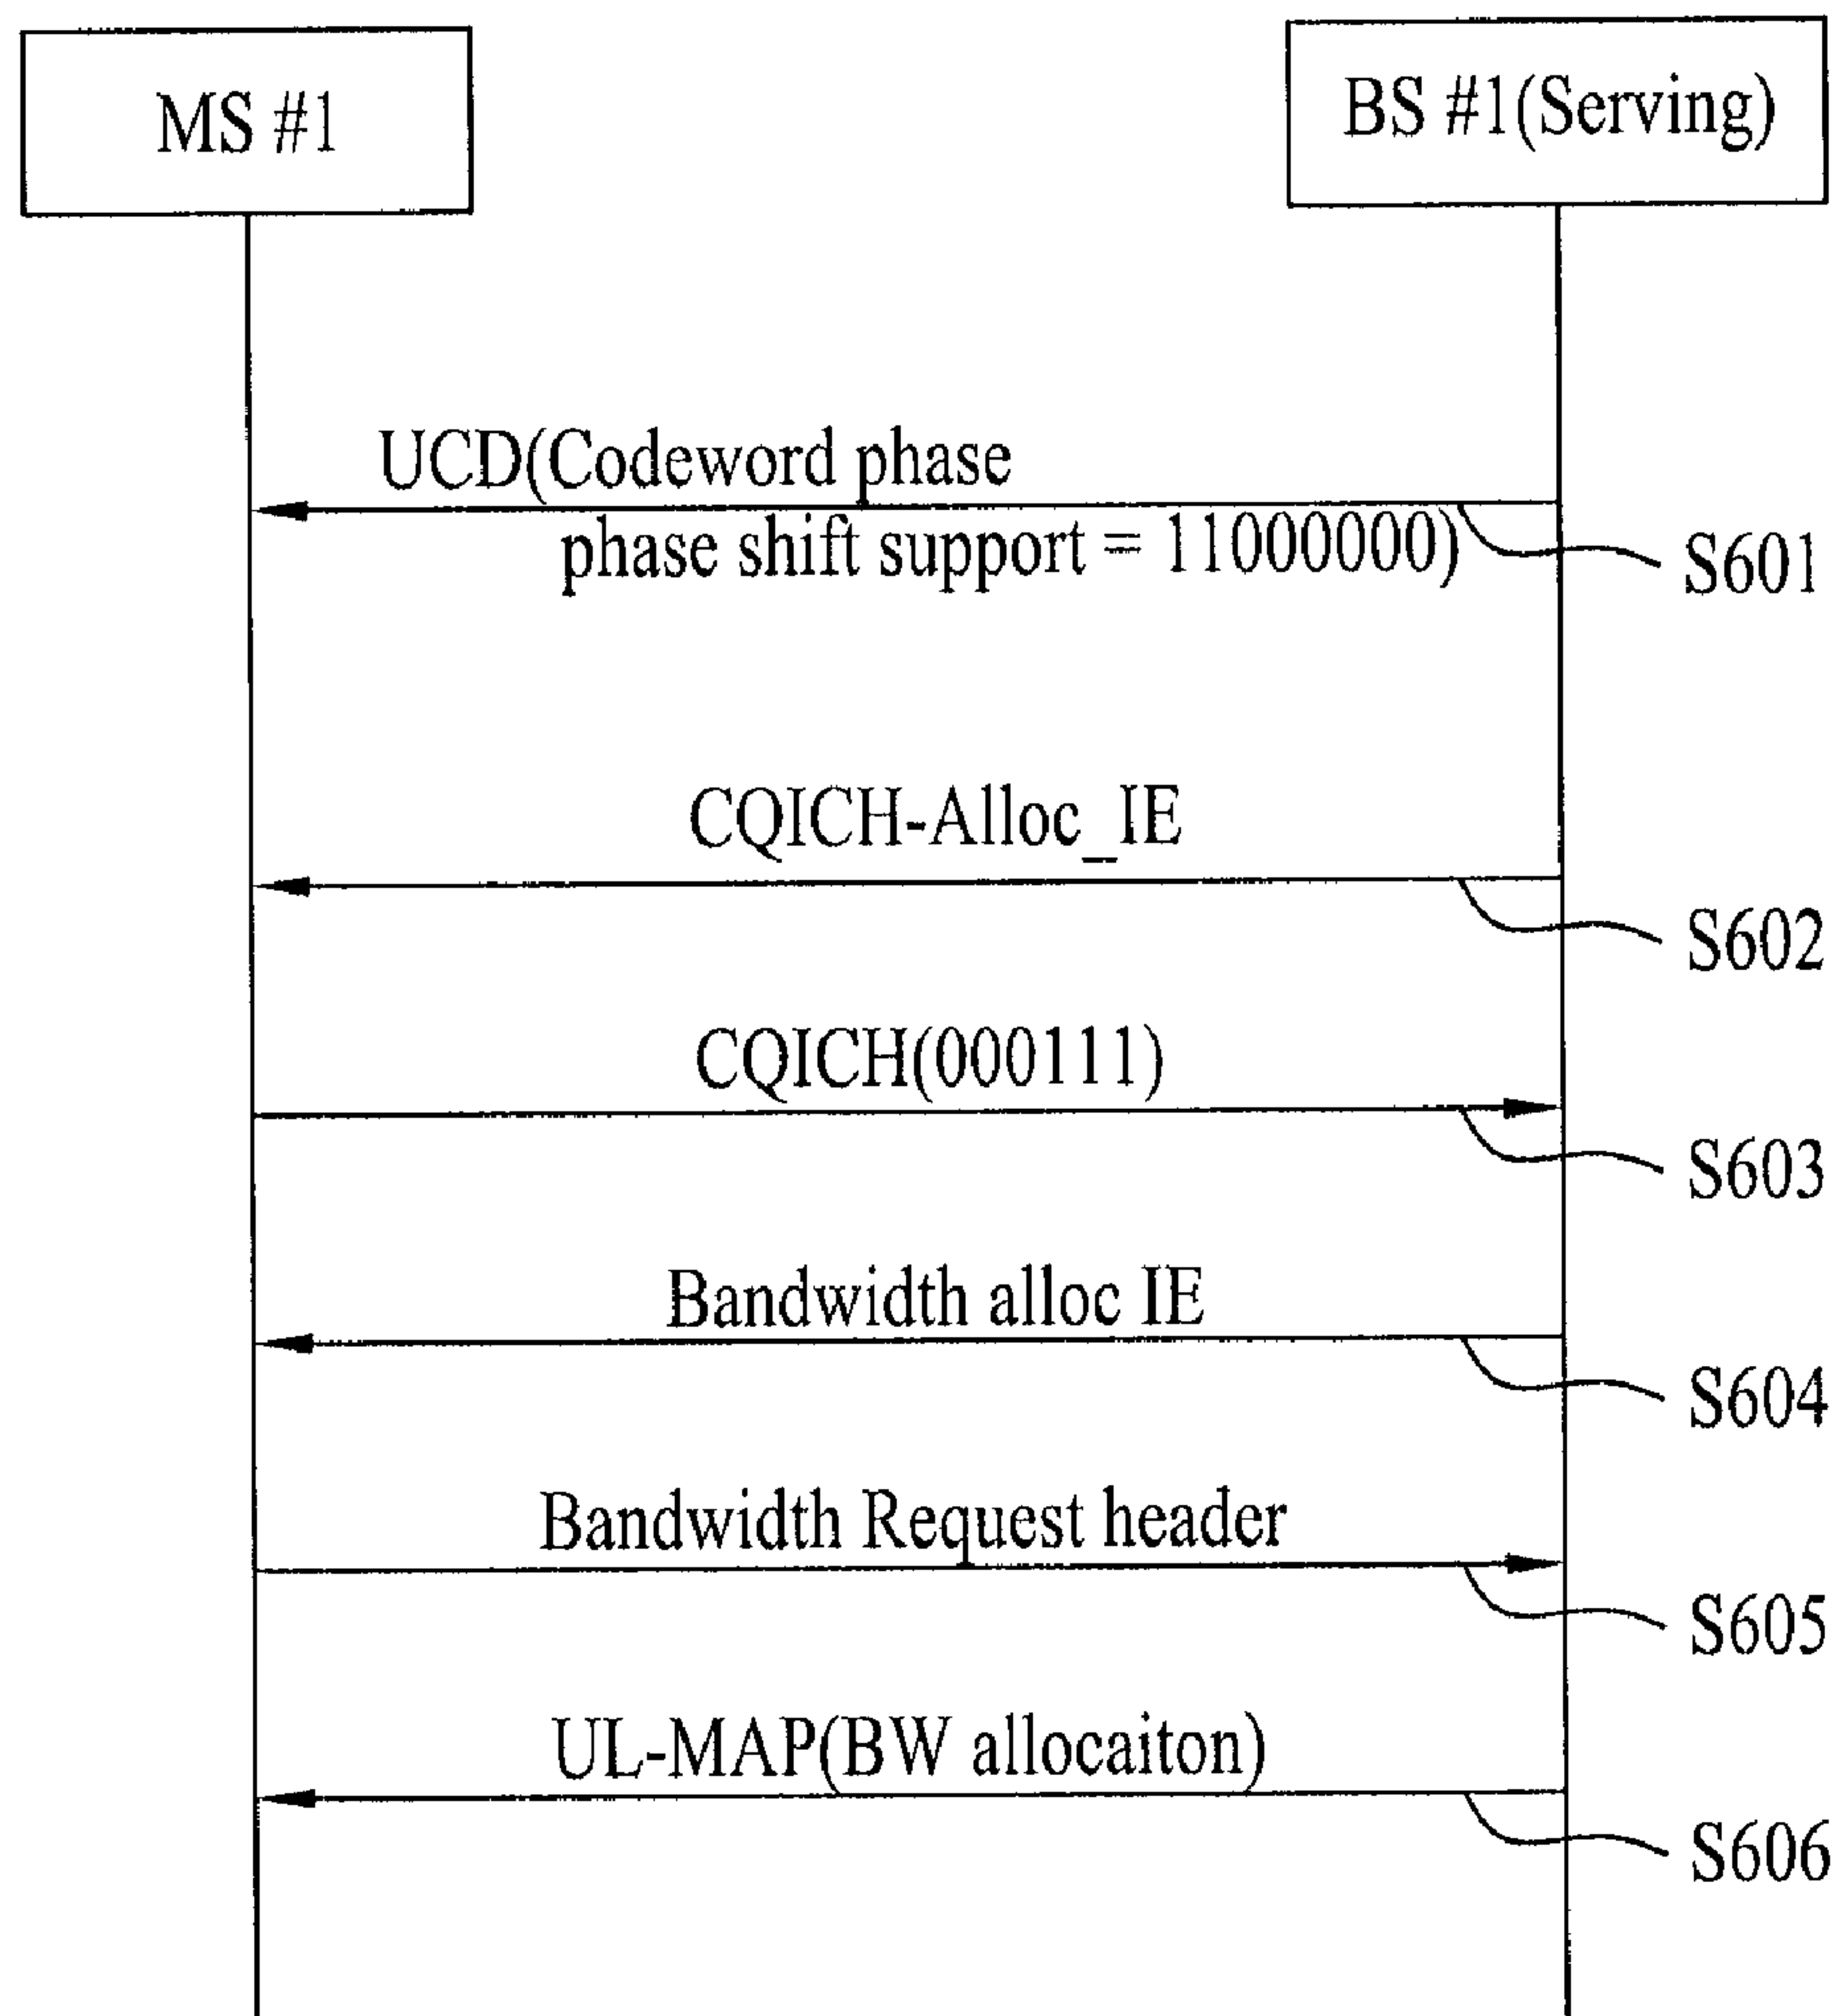 MS #1
BS #1(Serving)
UCD(Codeword phase
phase shift support = 11000000)
S601
CQICH-Alloc_IE
S602
CQICH(000111)
S603
Bandwidth alloc IE
S604
Bandwidth Request header
S605
UL-MAP(BW allocaiton)
S606